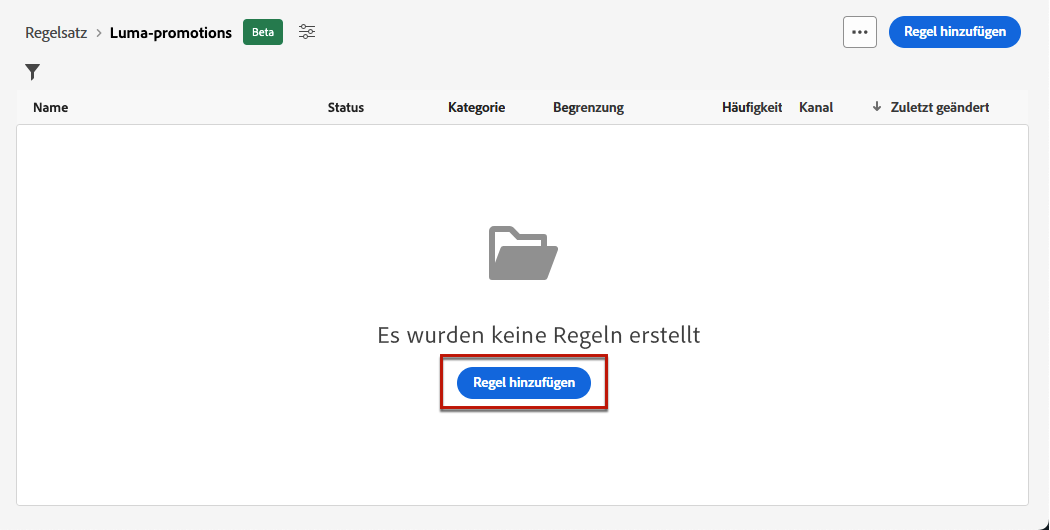 Regelsatz > Luma-promotions Beta Regel hinzufügen
Name Status Kategorie Begrenzung Häufigkeit Kanal ↓ Zuletzt geändert
Es wurden keine Regeln erstellt
Regel hinzufügen